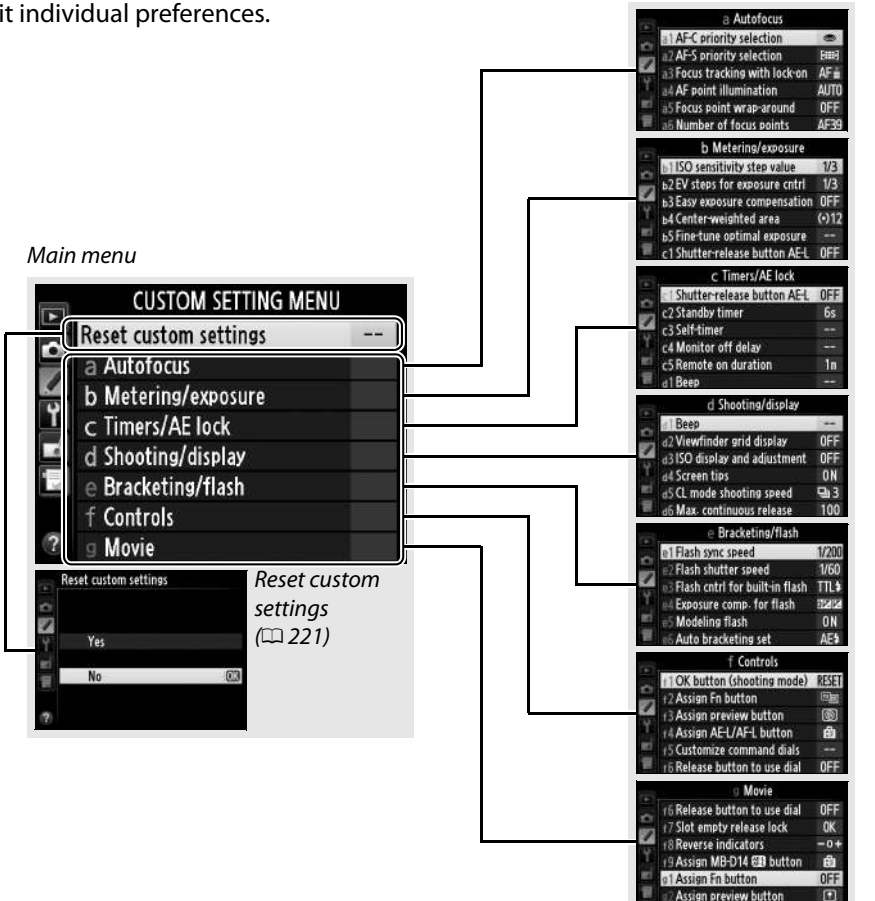 it individual preferences.
Main menu
CUSTOM SETTING MENU
Reset custom settings --
a Autofocus
b Metering/exposure
c Timers/AE lock
d Shooting/display
e Bracketing/flash
f Controls
g Movie
Reset custom settings
Yes
No OK
Reset custom
settings
(221)
a Autofocus
a1 AF-C priority selection
a2 AF-S priority selection
a3 Focus tracking with lock-on AF
a4 AF point illumination AUTO
a5 Focus point wrap-around OFF
a6 Number of focus points AF39
b Metering/exposure
b1 ISO sensitivity step value 1/3
b2 EV steps for exposure cntrl 1/3
b3 Easy exposure compensation OFF
b4 Center-weighted area (•)12
b5 Fine-tune optimal exposure --
c1 Shutter-release button AE-L OFF
c Timers/AE lock
c1 Shutter-release button AE-L OFF
c2 Standby timer 6s
c3 Self-timer --
c4 Monitor off delay --
c5 Remote on duration 1m
d1 Beep --
d Shooting/display
d1 Beep --
d2 Viewfinder grid display OFF
d3 ISO display and adjustment OFF
d4 Screen tips ON
d5 CL mode shooting speed 3
d6 Max. continuous release 100
e Bracketing/flash
e1 Flash sync speed 1/200
e2 Flash shutter speed 1/60
e3 Flash cntrl for built-in flash TTL
e4 Exposure comp. for flash
e5 Modeling flash ON
e6 Auto bracketing set AE
f Controls
f1 OK button (shooting mode) RESET
f2 Assign Fn button
f3 Assign preview button
f4 Assign AE-L/AF-L button
f5 Customize command dials --
f6 Release button to use dial OFF
g Movie
f6 Release button to use dial OFF
f7 Slot empty release lock OK
f8 Reverse indicators -0+
f9 Assign MB-D14 button
g1 Assign Fn button OFF
g2 Assign preview button